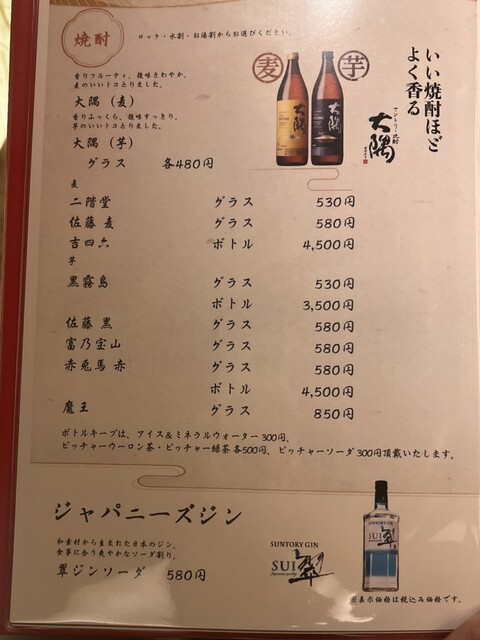 焼酎
ロック・水割・お湯割からお選びください。
麦
芋
いい焼酎ほど
よく香る
サントリー焼酎
大隅
香りフルーティ、後味さわやか。
麦のいいトコとりました。
大隅（麦）
香りふっくら、後味すっきり。
芋のいいトコとりました。
大隅（芋）
グラス 各480円
麦
二階堂 グラス 530円
佐藤 麦 グラス 580円
吉四六 ボトル 4,500円
芋
黒霧島 グラス 530円
ボトル 3,500円
佐藤 黒 グラス 580円
富乃宝山 グラス 580円
赤兎馬 赤 グラス 580円
ボトル 4,500円
魔王 グラス 850円
ボトルキープは、アイス＆ミネラルウォーター300円、
ピッチャーウーロン茶・ピッチャー緑茶 各500円、ピッチャーソーダ 300円頂戴いたします。
ジャパニーズジン
和素材から生まれた日本のジン。
食事に合う爽やかなソーダ割り。
翠ジンソーダ 580円
SUNTORY GIN
SUI
翠
SUNTORY GIN
SUI
翠
※表示価格は税込み価格です。